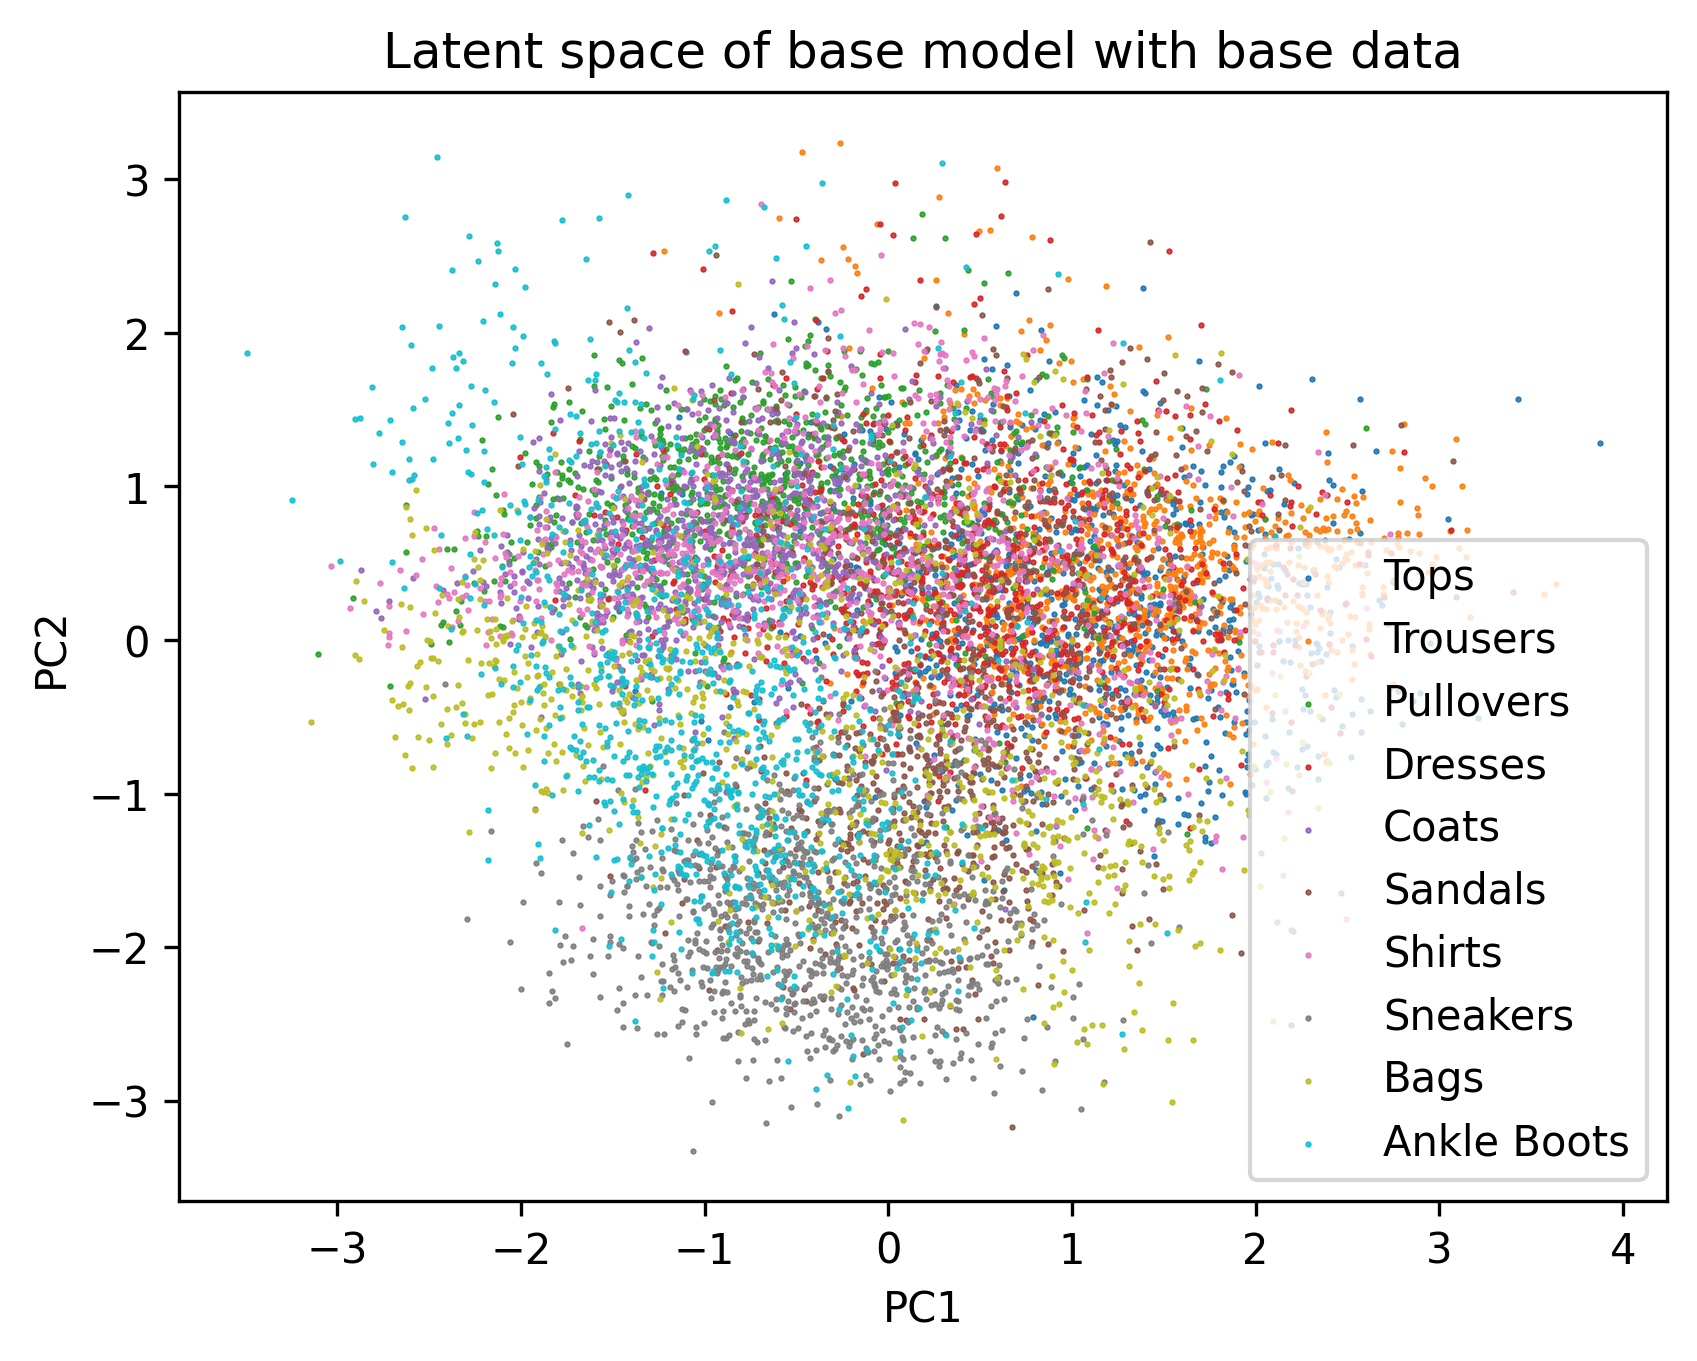 Latent space of base model with base data
3
2
1
0
−1
−2
−3
PC2
−3
−2
−1
0
1
2
3
4
PC1
Tops
Trousers
Pullovers
Dresses
Coats
Sandals
Shirts
Sneakers
Bags
Ankle Boots